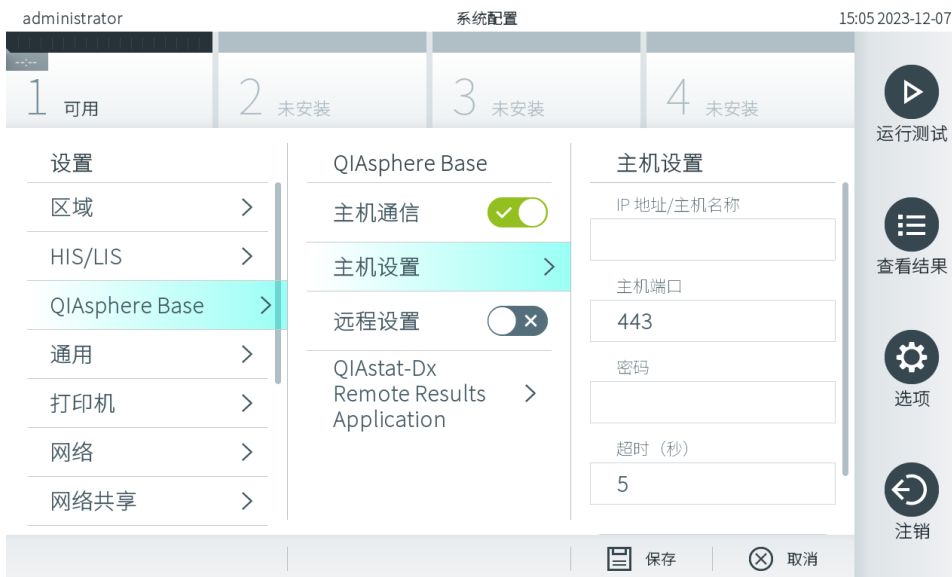 administrator
系统配置
15:05 2023-12-07
--:--
1 可用
2 未安装
3 未安装
4 未安装
设置
区域
HIS/LIS
QIAsphere Base
通用
打印机
网络
网络共享
QIAsphere Base
主机通信
主机设置
远程设置
QIAstat-Dx
Remote Results
Application
主机设置
IP 地址/主机名称
主机端口
443
密码
超时（秒）
5
保存
取消
运行测试
查看结果
选项
注销